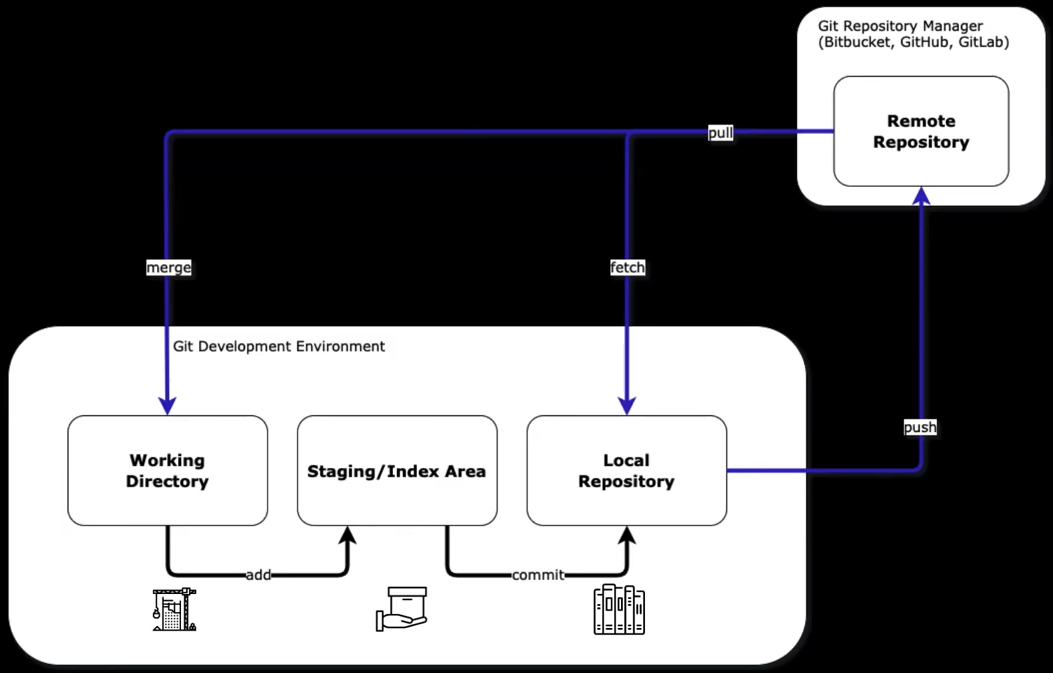 Git Repository Manager
(Bitbucket, GitHub, GitLab)
Remote
Repository
pull
merge
fetch
Git Development Environment
push
Working
Directory
Staging/Index Area
Local
Repository
add
commit